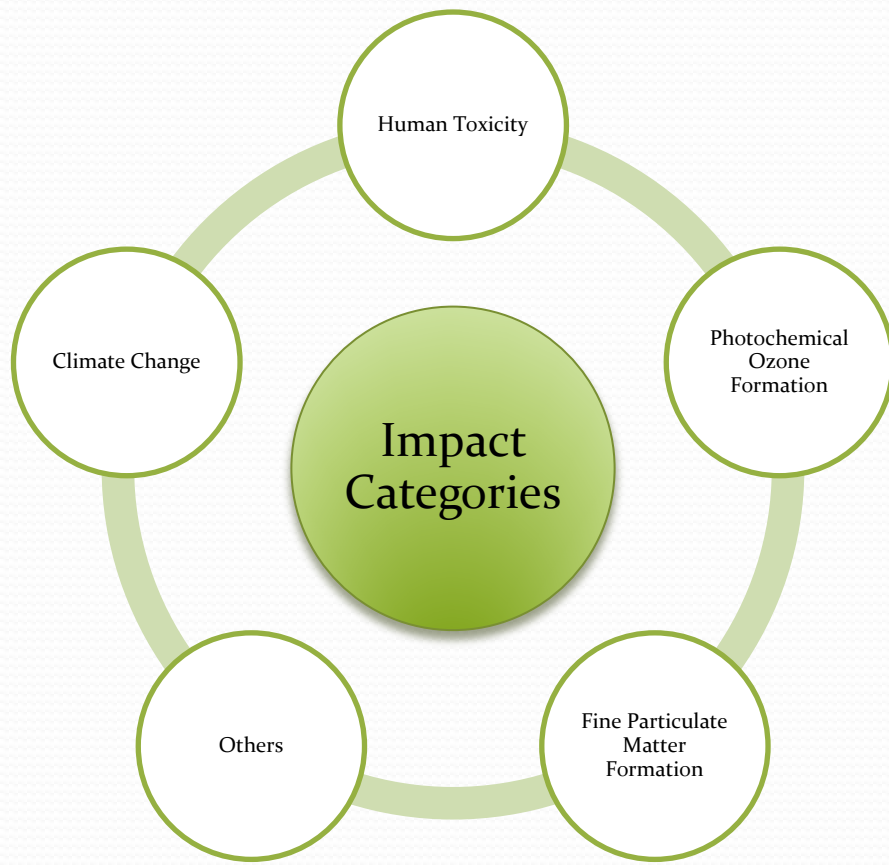 Human Toxicity
Climate Change
Photochemical
Ozone
Formation
Impact
Categories
Others
Fine Particulate
Matter
Formation